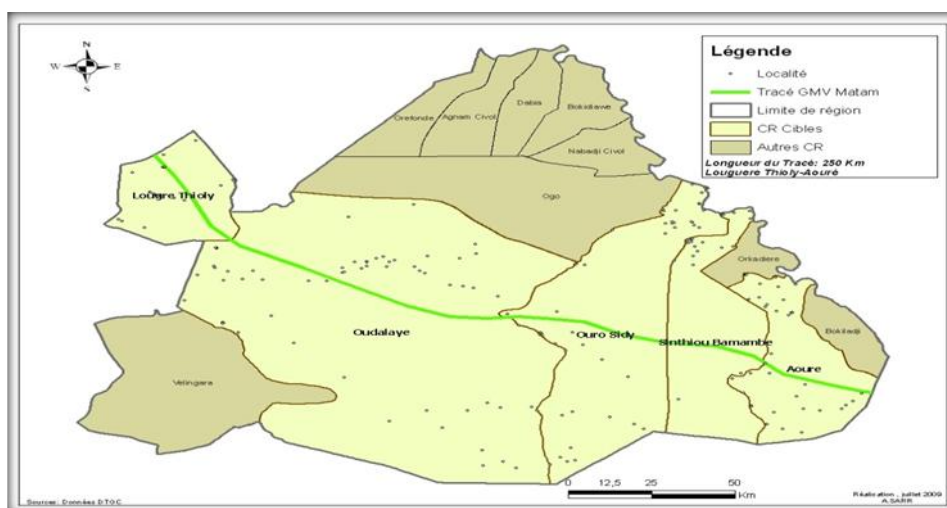 N
W E
S
Légende
Localité
Tracé GMV Matam
Limite de région
CR Cibles
Autres CR
Longueur du Tracé: 250 Km
Louguere Thioly-Aouré
Orefonde
Agnam Civol
Dabia
Bokidiawe
Nabadji Civol
Lougre Thioly
Ogo
Orkadere
Oudalaye
Ouro Sidy
Sinthiou Bamambe
Bokiladji
Aoure
Velingara
0 12,5 25 50
Km
Sources: Données DTGC
Réalisation , juillet 2009
A.SARR